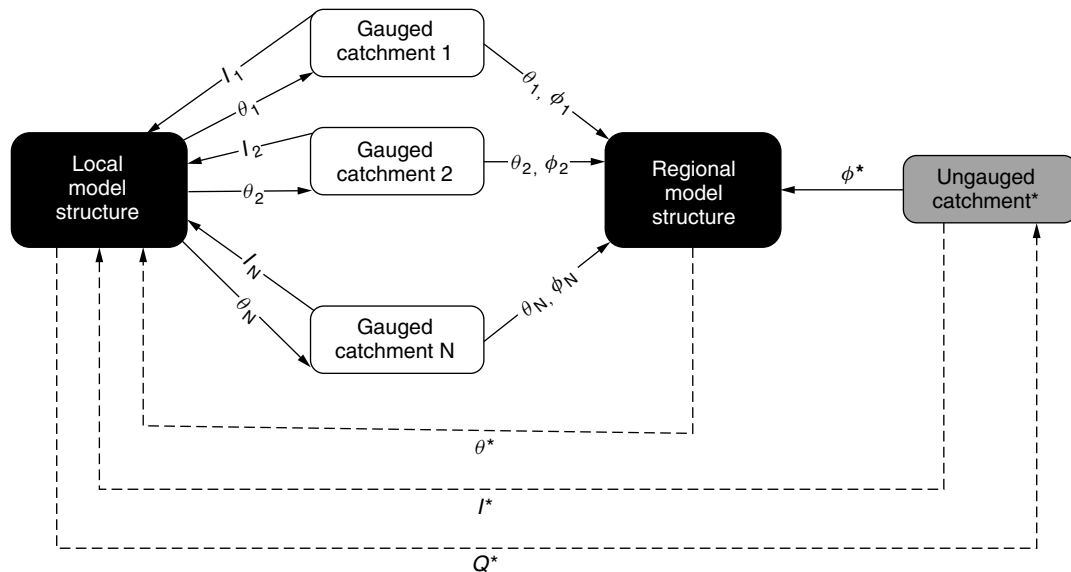 Gauged
catchment 1
I1
θ1
θ1, ϕ1
Local
model
structure
I2
θ2
Gauged
catchment 2
θ2, ϕ2
Regional
model
structure
ϕ*
Ungauged
catchment*
IN
θN
Gauged
catchment N
θN, ϕN
θ*
I*
Q*